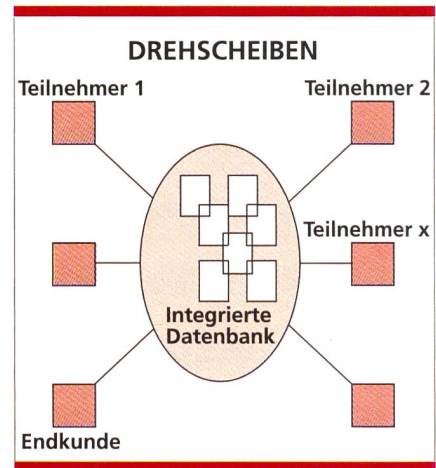 DREHSCHEIBEN
Teilnehmer 1
Teilnehmer 2
Teilnehmer x
Integrierte
Datenbank
Endkunde